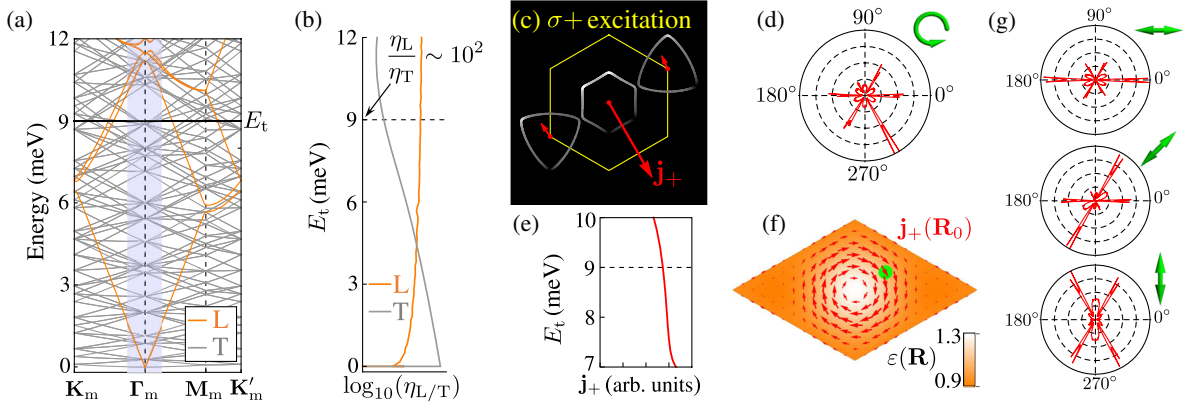 (a)
12
9
6
3
0
Energy (meV)
E_t
L
T
K_m
Γ_m
M_m
K'_m
(b)
12
9
6
3
0
E_t (meV)
η_L/η_T ~ 10^2
L
T
log_10(η_L/T)
(c) σ+ excitation
j_+
(d)
90°
180°
0°
270°
(e)
10
9
8
7
E_t (meV)
j_+ (arb. units)
(f)
j_+(R_0)
1.3
ε(R)
0.9
(g)
90°
180°
0°
180°
0°
180°
0°
270°